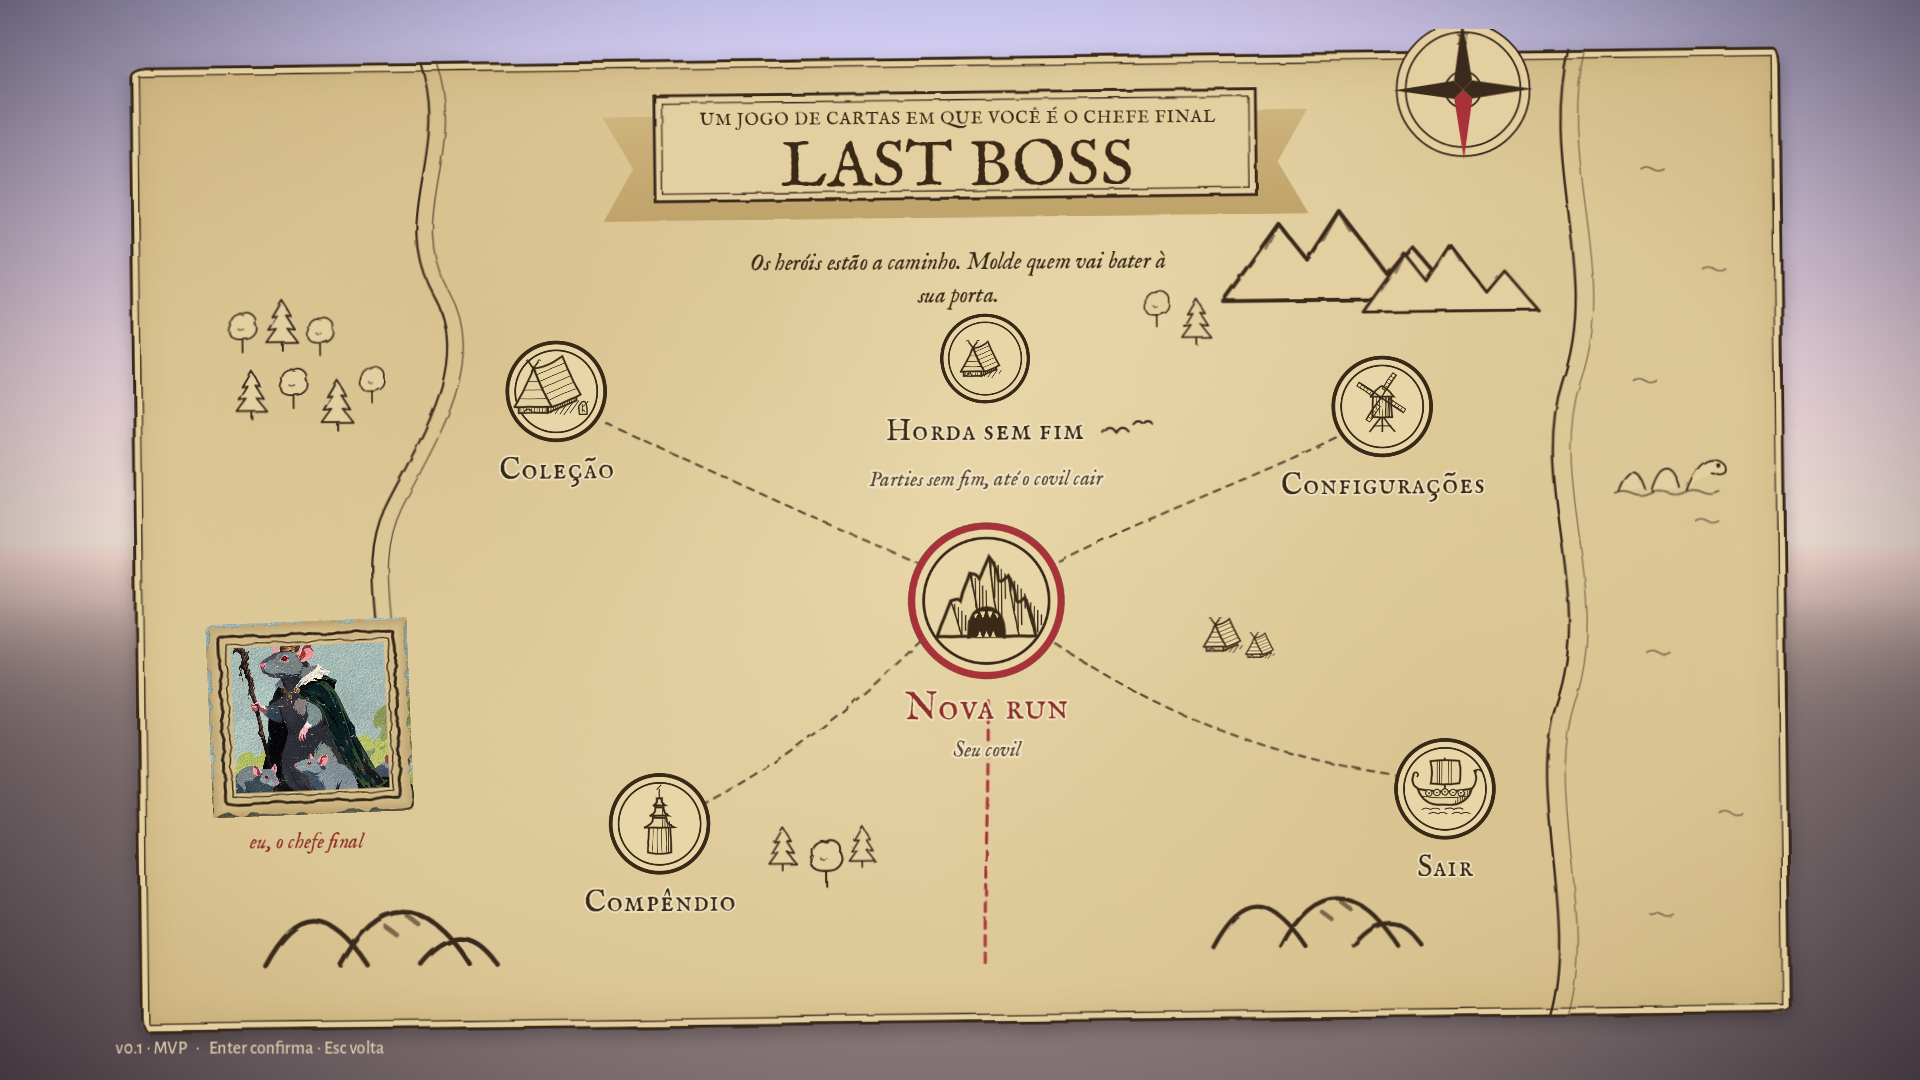 UM JOGO DE CARTAS EM QUE VOCÊ É O CHEFE FINAL
LAST BOSS
Os heróis estão a caminho. Molde quem vai bater à
sua porta.
Horda sem fim
Parties sem fim, até o covil cair
Coleção
Configurações
Nova run
Seu covil
eu, o chefe final
Compêndio
Sair
v0.1 · MVP · Enter confirma · Esc volta